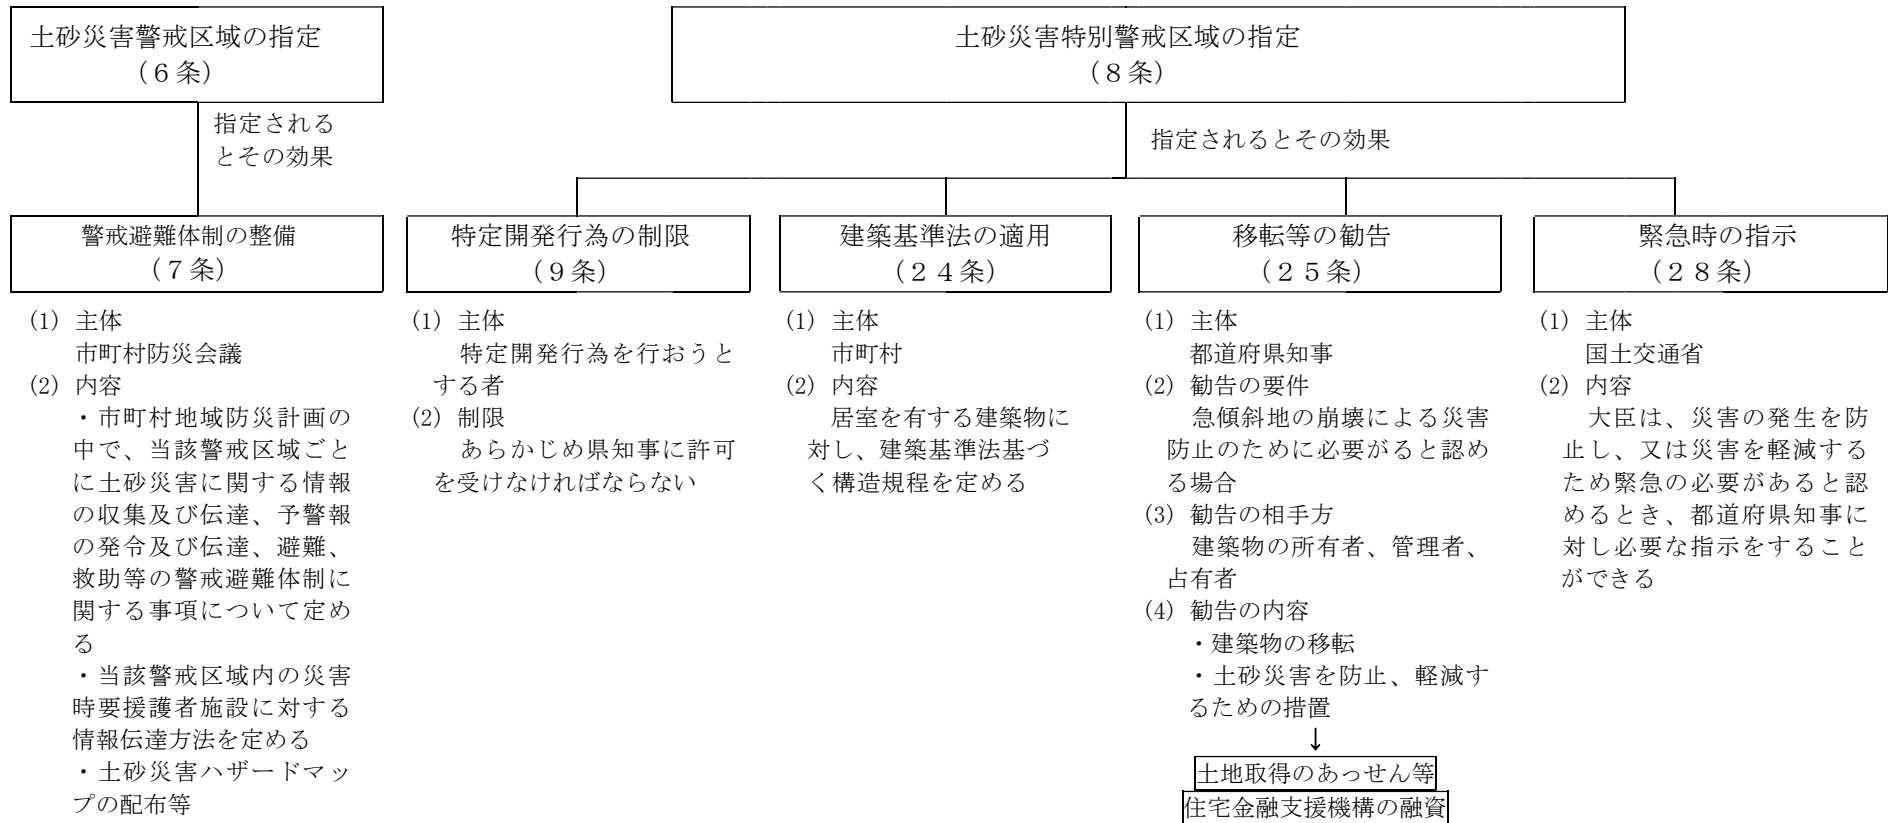 土砂災害警戒区域の指定
（６条）
土砂災害特別警戒区域の指定
（８条）
指定される
とその効果
指定されるとその効果
警戒避難体制の整備
（７条）
(1) 主体
市町村防災会議
(2) 内容
・市町村地域防災計画の
中で、当該警戒区域ごと
に土砂災害に関する情報
の収集及び伝達、予警報
の発令及び伝達、避難、
救助等の警戒避難体制に
関する事項について定め
る
・当該警戒区域内の災害
時要援護者施設に対する
情報伝達方法を定める
・土砂災害ハザードマッ
プの配布等
特定開発行為の制限
（９条）
(1) 主体
特定開発行為を行おうと
する者
(2) 制限
あらかじめ県知事に許可
を受けなければならない
建築基準法の適用
（２４条）
(1) 主体
市町村
(2) 内容
居室を有する建築物に
対し、建築基準法基づ
く構造規程を定める
移転等の勧告
（２５条）
(1) 主体
都道府県知事
(2) 勧告の要件
急傾斜地の崩壊による災害
防止のために必要がると認め
る場合
(3) 勧告の相手方
建築物の所有者、管理者、
占有者
(4) 勧告の内容
・建築物の移転
・土砂災害を防止、軽減す
るための措置
↓
土地取得のあっせん等
住宅金融支援機構の融資
緊急時の指示
（２８条）
(1) 主体
国土交通省
(2) 内容
大臣は、災害の発生を防
止し、又は災害を軽減する
ため緊急の必要があると認
めるとき、都道府県知事に
対し必要な指示をすること
ができる